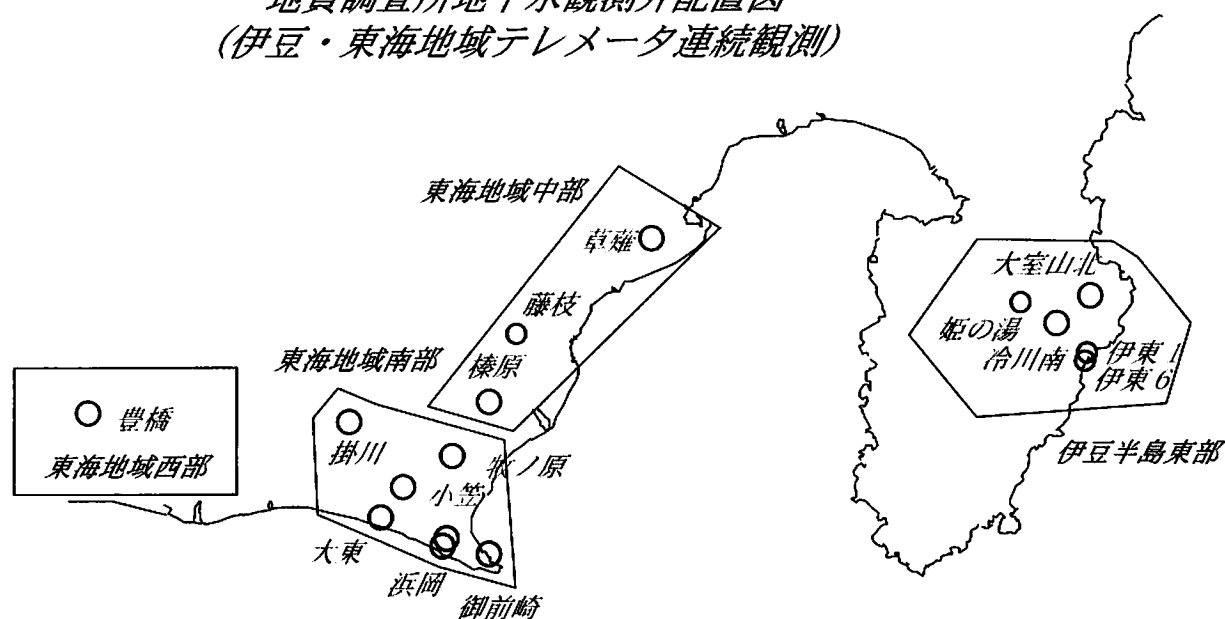 地質調査所地下水観測井配置図
(伊豆・東海地域テレメータ連続観測)
東海地域中部
草薙
藤枝
榛原
東海地域南部
掛川
牧ノ原
小笠
大東
浜岡
御前崎
豊橋
東海地域西部
大室山北
姫の湯
冷川南
伊東1
伊東6
伊豆半島東部